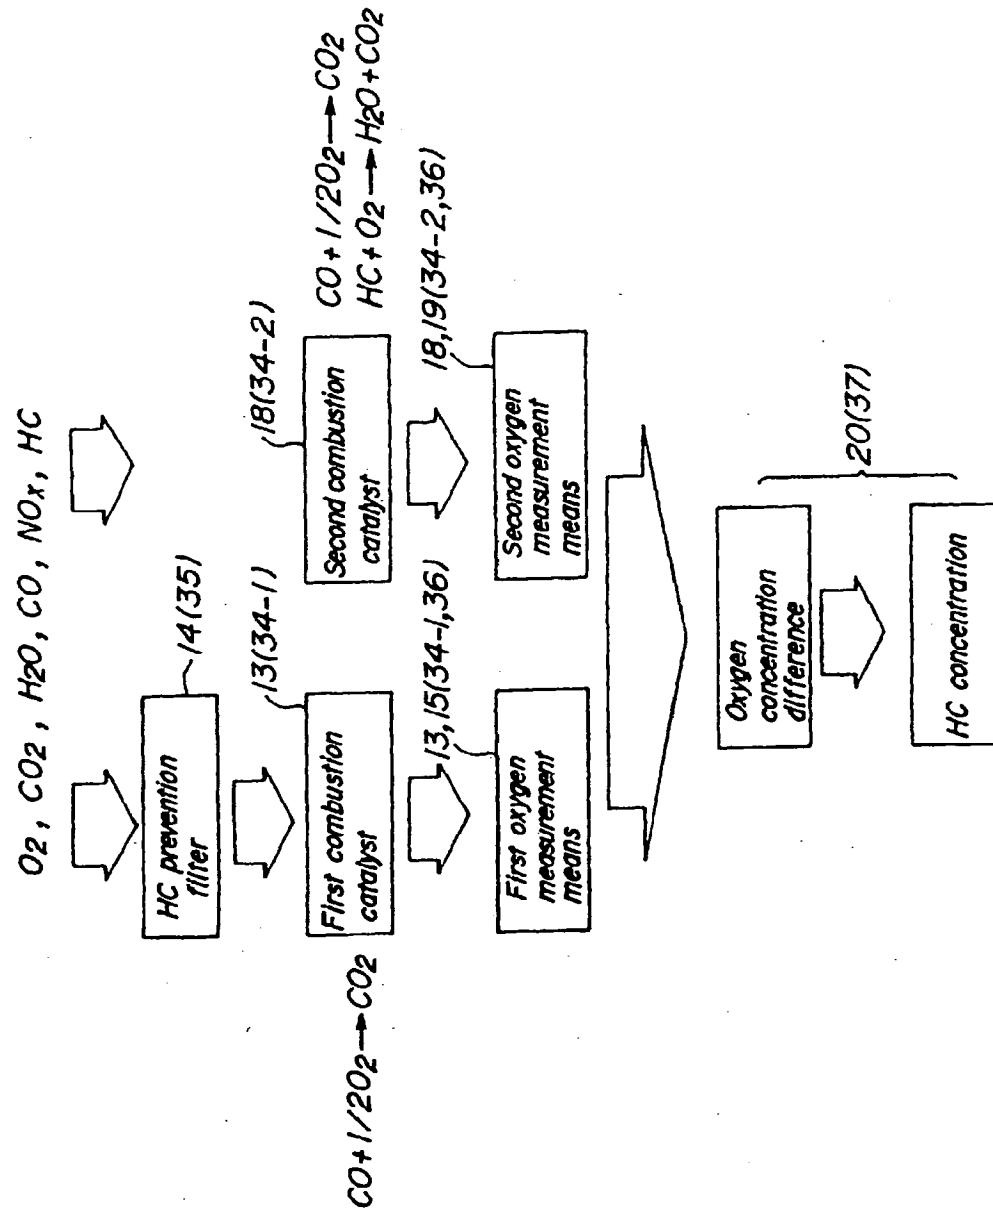 O2, CO2, H2O, CO, NOx, HC
14(35)
HC prevention
filter
13(34-1)
First combustion
catalyst
CO+1/2O2→CO2
13,15(34-1,36)
First oxygen
measurement
means
18(34-2)
Second combustion
catalyst
CO+1/2O2→CO2
HC+O2→H2O+CO2
18,19(34-2,36)
Second oxygen
measurement
means
Oxygen
concentration
difference
20(37)
HC concentration